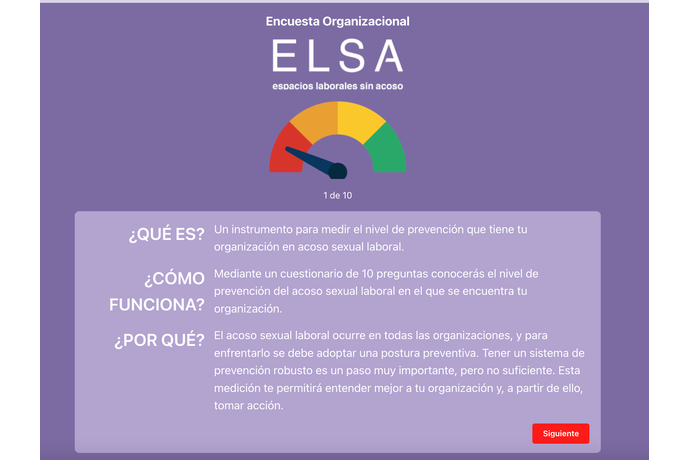 Encuesta Organizacional
ELSA
espacios laborales sin acoso
1 de 10
¿QUÉ ES?
Un instrumento para medir el nivel de prevención que tiene tu
organización en acoso sexual laboral.
¿CÓMO
FUNCIONA?
Mediante un cuestionario de 10 preguntas conocerás el nivel de
prevención del acoso sexual laboral en el que se encuentra tu
organización.
¿POR QUÉ?
El acoso sexual laboral ocurre en todas las organizaciones, y para
enfrentarlo se debe adoptar una postura preventiva. Tener un sistema de
prevención robusto es un paso muy importante, pero no suficiente. Esta
medición te permitirá entender mejor a tu organización y, a partir de ello,
tomar acción.
Siguiente